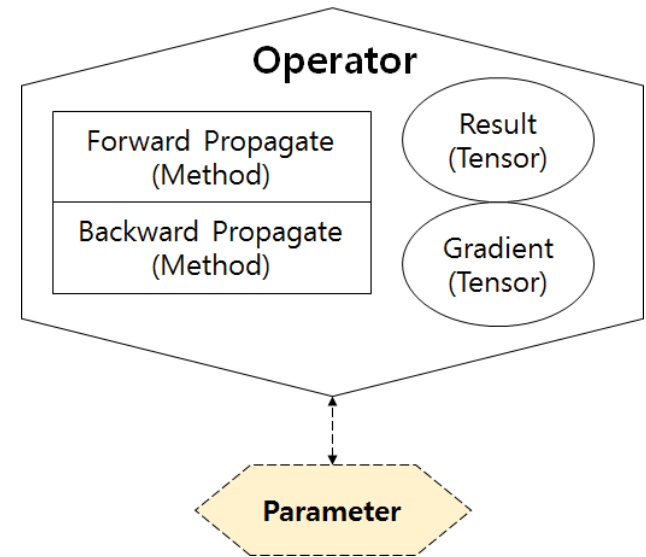 Operator
Forward Propagate
(Method)
Backward Propagate
(Method)
Result
(Tensor)
Gradient
(Tensor)
Parameter